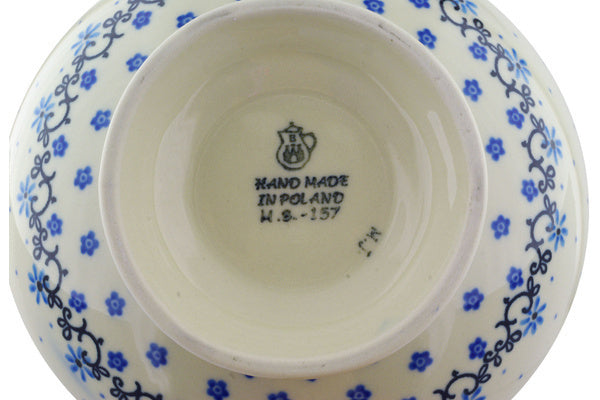 B
HAND MADE
IN POLAND
W.B.-157
M.J